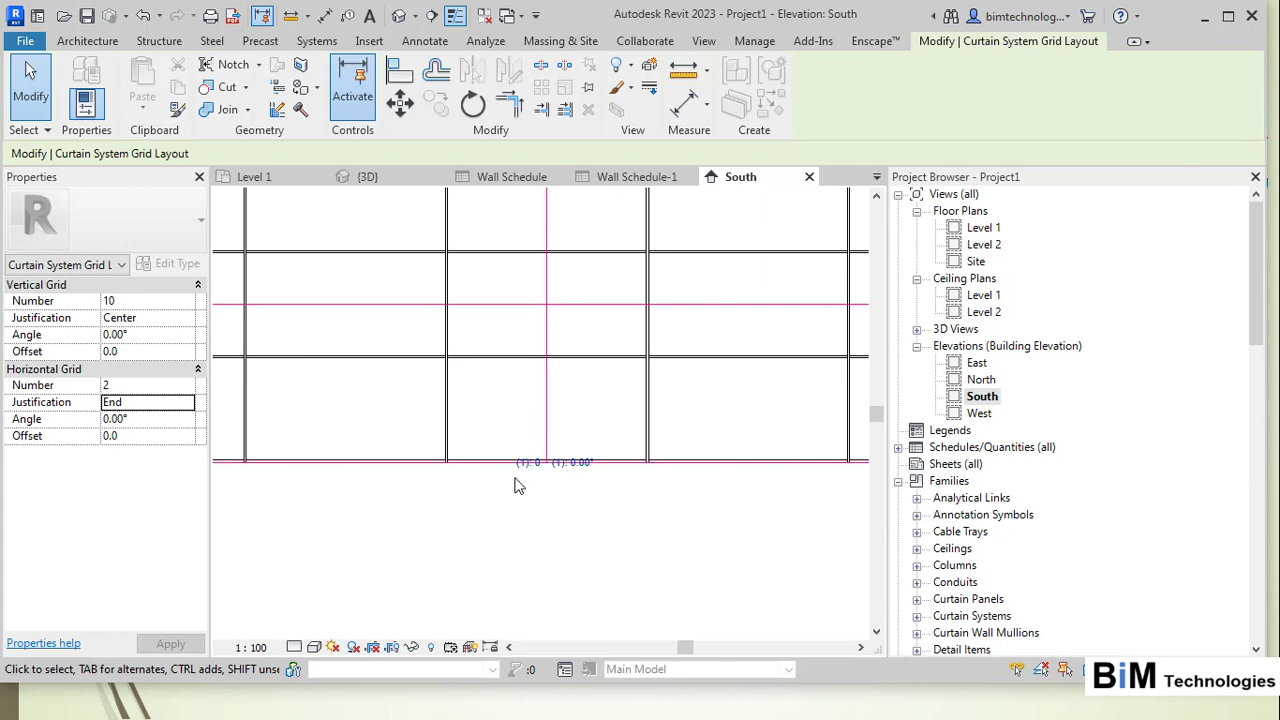 Autodesk Revit 202 - Project1 - Elevation: South
bimtechnolog...
File Architecture Structure Steel Precast Systems Insert Annotate Analyze Massing & Site Collaborate View Manage Add-Ins Enscape™ Modify | Curtain System Grid Layout
Modify
Paste
Notch
Cut
Join
Activate
Select Properties Clipboard Geometry Controls Modify View Measure Create
Modify | Curtain System Grid Layout
Properties
R
Curtain System Grid L
Edit Type
Vertical Grid
Number 10
Justification Center
Angle 0.00°
Offset 0.0
Horizontal Grid
Number 2
Justification End
Angle 0.00°
Offset 0.0
Properties help
Apply
Level 1 {3D} Wall Schedule Wall Schedule-1 South
(1): 0 (1): 0.00°
1 : 100
Project Browser - Project1
Views (all)
Floor Plans
Level 1
Level 2
Site
Ceiling Plans
Level 1
Level 2
3D Views
Elevations (Building Elevation)
East
North
South
West
Legends
Schedules/Quantities (all)
Sheets (all)
Families
Analytical Links
Annotation Symbols
Cable Trays
Ceilings
Columns
Conduits
Curtain Panels
Curtain Systems
Curtain Wall Mullions
Detail Items
Click to select, TAB for alternates, CTRL adds, SHIFT unse
:0
Main Model
BiM Technologies